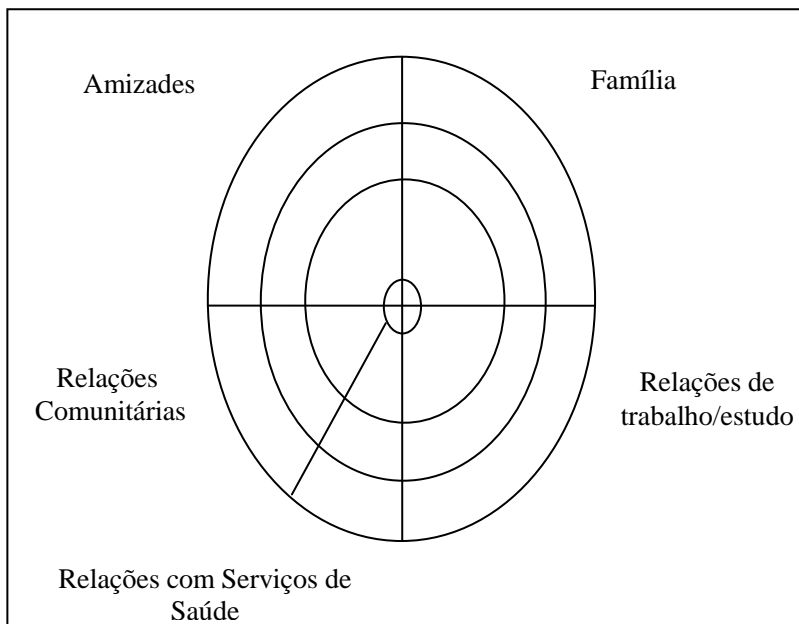 Amizades
Família
Relações
Comunitárias
Relações de
trabalho/estudo
Relações com Serviços de
Saúde